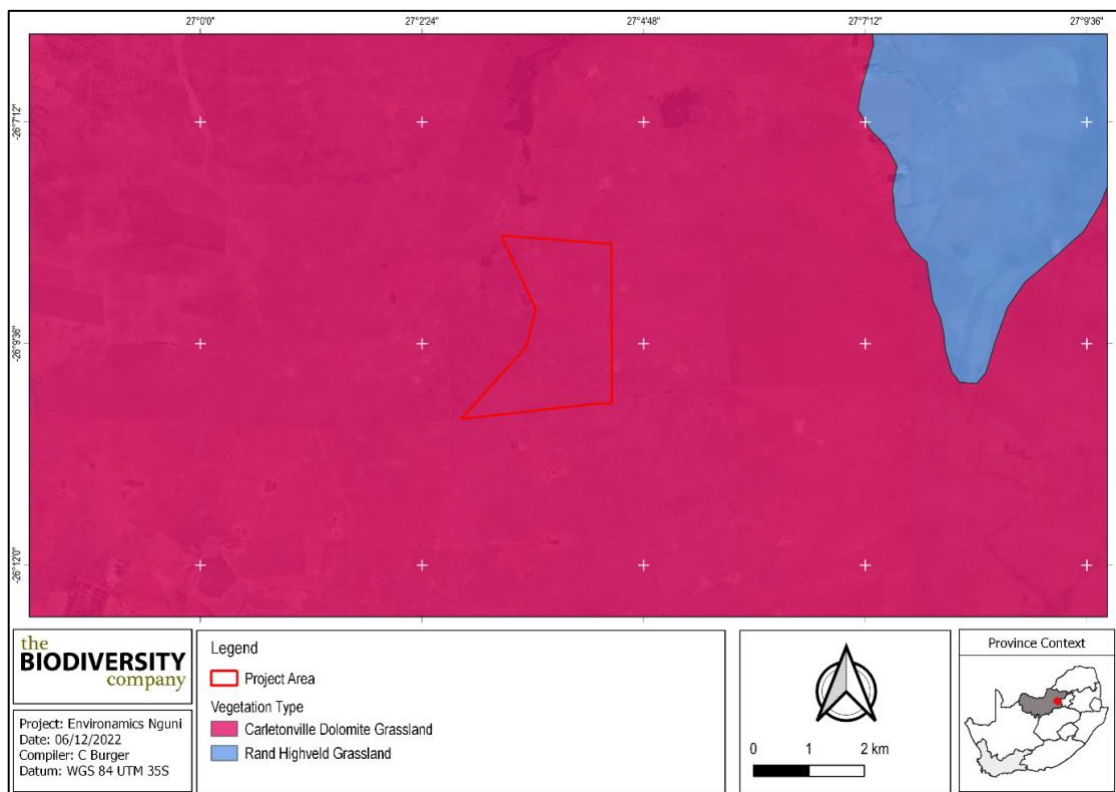 27°0'0" 27°2'24" 27°4'48" 27°7'12" 27°9'36"
-26°7'12"
-26°9'36"
-26°12'0"
the
BIODIVERSITY
company
Project: Environamics Nguni
Date: 06/12/2022
Compiler: C Burger
Datum: WGS 84 UTM 35S
Legend
Project Area
Vegetation Type
Carletonville Dolomite Grassland
Rand Highveld Grassland
0 1 2 km
Province Context